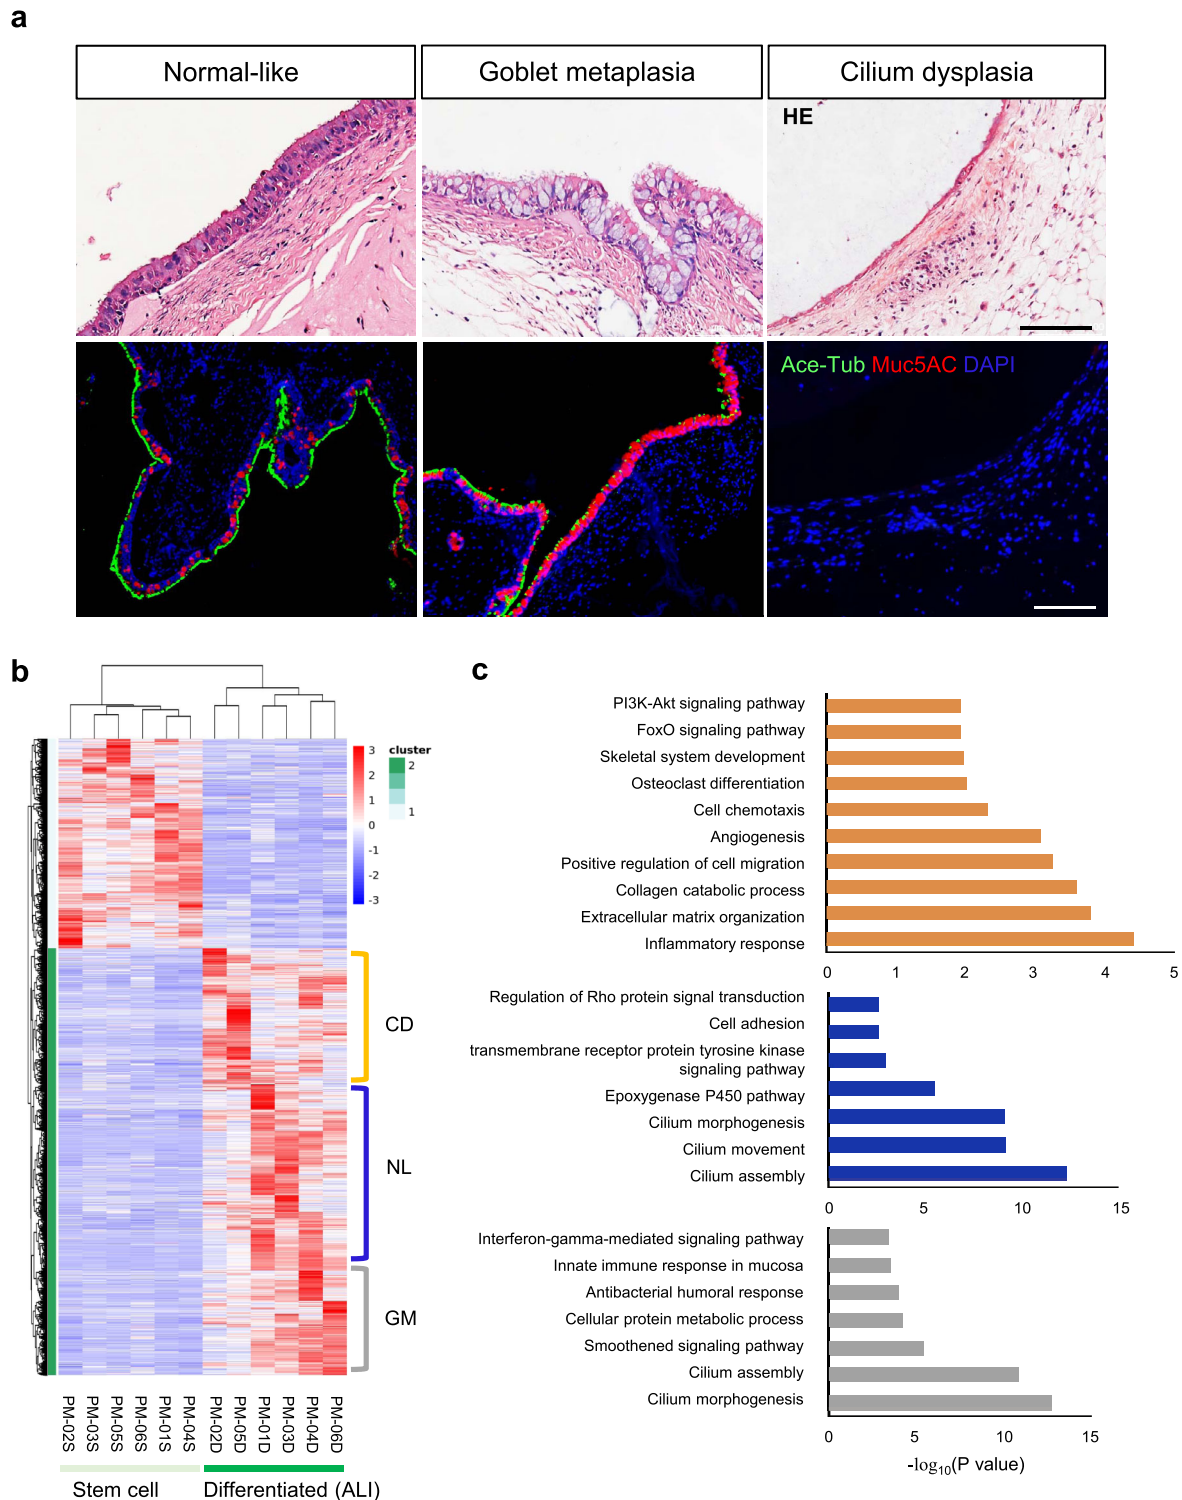 a
Normal-like
Goblet metaplasia
Cilium dysplasia
HE
Ace-Tub Muc5AC DAPI
b
3
2
1
0
-1
-2
-3
cluster
2
1
CD
NL
GM
PM-02S
PM-03S
PM-05S
PM-06S
PM-01S
PM-04S
PM-02D
PM-05D
PM-01D
PM-03D
PM-04D
PM-06D
Stem cell
Differentiated (ALI)
c
PI3K-Akt signaling pathway
FoxO signaling pathway
Skeletal system development
Osteoclast differentiation
Cell chemotaxis
Angiogenesis
Positive regulation of cell migration
Collagen catabolic process
Extracellular matrix organization
Inflammatory response
0 1 2 3 4 5
Regulation of Rho protein signal transduction
Cell adhesion
transmembrane receptor protein tyrosine kinase
signaling pathway
Epoxygenase P450 pathway
Cilium morphogenesis
Cilium movement
Cilium assembly
0 5 10 15
Interferon-gamma-mediated signaling pathway
Innate immune response in mucosa
Antibacterial humoral response
Cellular protein metabolic process
Smoothened signaling pathway
Cilium assembly
Cilium morphogenesis
0 5 10 15
-log10(P value)